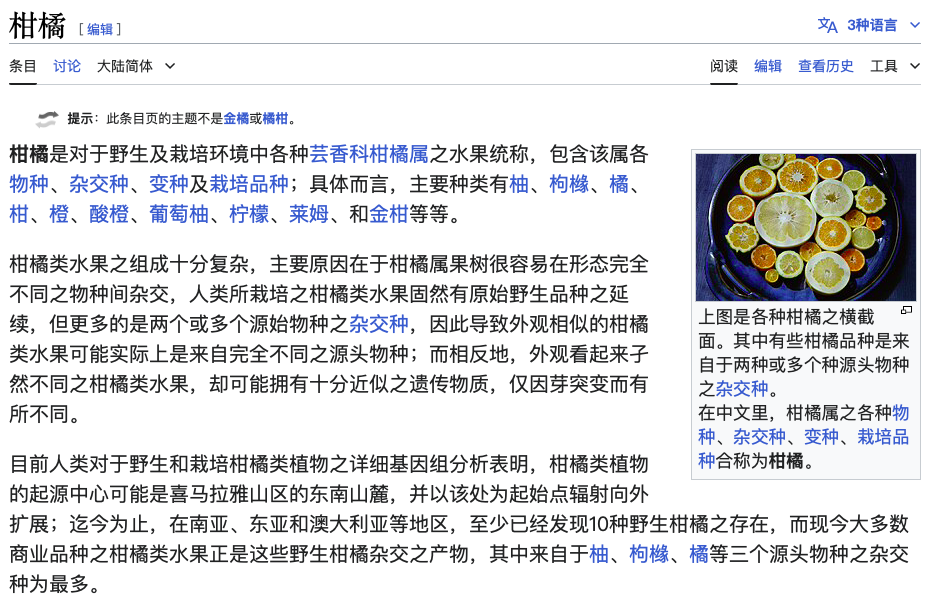 柑橘 [ 编辑 ]
3种语言
条目 讨论 大陆简体
阅读 编辑 查看历史 工具
提示：此条目页的主题不是金橘或橘柑。
柑橘是对于野生及栽培环境中各种芸香科柑橘属之水果统称，包含该属各
物种、杂交种、变种及栽培品种；具体而言，主要种类有柚、枸橼、橘、
柑、橙、酸橙、葡萄柚、柠檬、莱姆、和金柑等等。
柑橘类水果之组成十分复杂，主要原因在于柑橘属果树很容易在形态完全
不同之物种间杂交，人类所栽培之柑橘类水果固然有原始野生品种之延
续，但更多的是两个或多个源始物种之杂交种，因此导致外观相似的柑橘
类水果可能实际上是来自完全不同之源头物种；而相反地，外观看起来孑
然不同之柑橘类水果，却可能拥有十分近似之遗传物质，仅因芽突变而有
所不同。
目前人类对于野生和栽培柑橘类植物之详细基因组分析表明，柑橘类植物
的起源中心可能是喜马拉雅山区的东南山麓，并以该处为起始点辐射向外
扩展；迄今为止，在南亚、东亚和澳大利亚等地区，至少已经发现10种野生柑橘之存在，而现今大多数
商业品种之柑橘类水果正是这些野生柑橘杂交之产物，其中来自于柚、枸橼、橘等三个源头物种之杂交
种为最多。
上图是各种柑橘之横截
面。其中有些柑橘品种是来
自于两种或多个种源头物种
之杂交种。
在中文里，柑橘属之各种物
种、杂交种、变种、栽培品
种合称为柑橘。